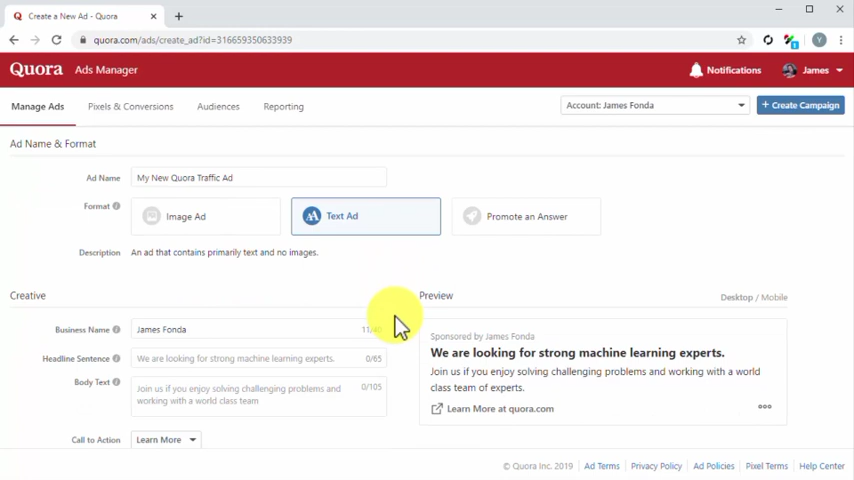 Create a New Ad - Quora
quora.com/ads/create_ad?id=316659350633939
Quora Ads Manager Notifications James
Manage Ads Pixels & Conversions Audiences Reporting Account: James Fonda + Create Campaign
Ad Name & Format
Ad Name My New Quora Traffic Ad
Format Image Ad Text Ad Promote an Answer
Description An ad that contains primarily text and no images.
Creative Preview Desktop / Mobile
Business Name James Fonda 11/40
Sponsored by James Fonda
We are looking for strong machine learning experts.
Headline Sentence We are looking for strong machine learning experts. 0/65
Join us if you enjoy solving challenging problems and working with a world
class team of experts.
Body Text Join us if you enjoy solving challenging problems and 0/105
working with a world class team
Learn More at quora.com
Call to Action Learn More
© Quora Inc. 2019 Ad Terms Privacy Policy Ad Policies Pixel Terms Help Center